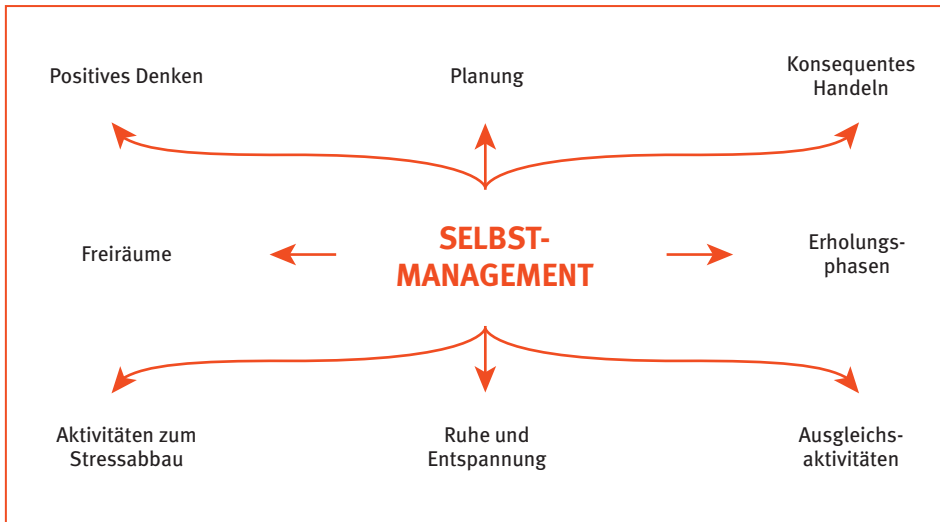 Positives Denken
Planung
Konsequentes
Handeln
Freiräume
SELBST-
MANAGEMENT
Erholungs-
phasen
Aktivitäten zum
Stressabbau
Ruhe und
Entspannung
Ausgleichs-
aktivitäten